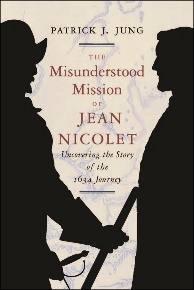 PATRICK J. JUNG
THE
Misunderstood
Mission
OF
JEAN
NICOLET
Uncovering the Story
of the
1634 Journey